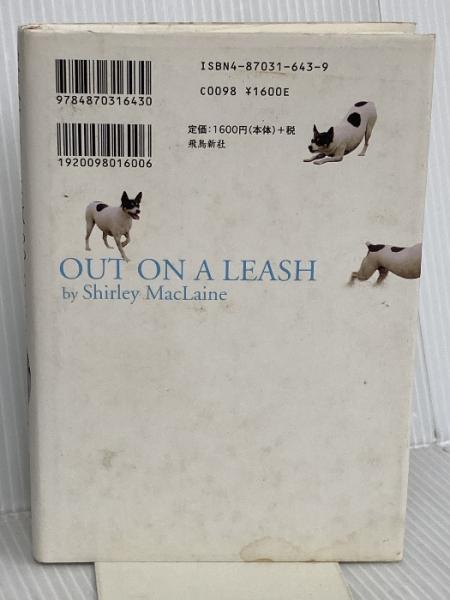 ISBN4-87031-643-9
9784870316430
C0098 ¥1600E
定価:1600円(本体)+税
飛鳥新社
1920098016006
OUT ON A LEASH
by Shirley MacLaine